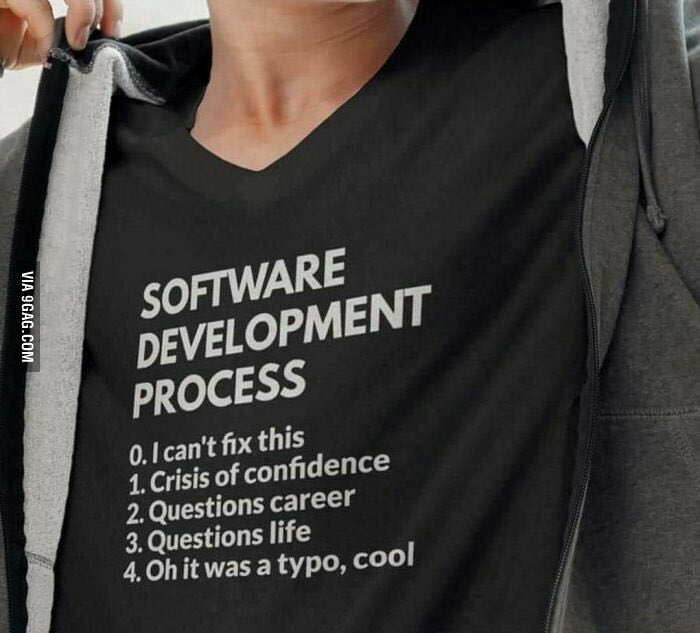 SOFTWARE
DEVELOPMENT
PROCESS
0. I can't fix this
1. Crisis of confidence
2. Questions career
3. Questions life
4. Oh it was a typo, cool
VIA 9GAG.COM